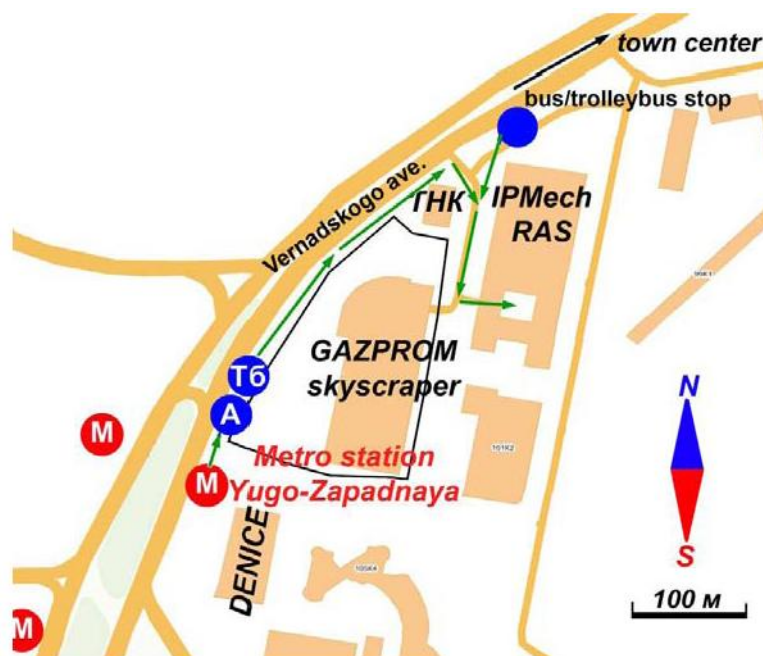 town center
bus/trolleybus stop
Vernadskogo ave.
ТНК
IPMech
RAS
GAZPROM
skyscraper
Тб
А
М
М
Metro station
Yugo-Zapadnaya
DENICE
М
N
S
100 м